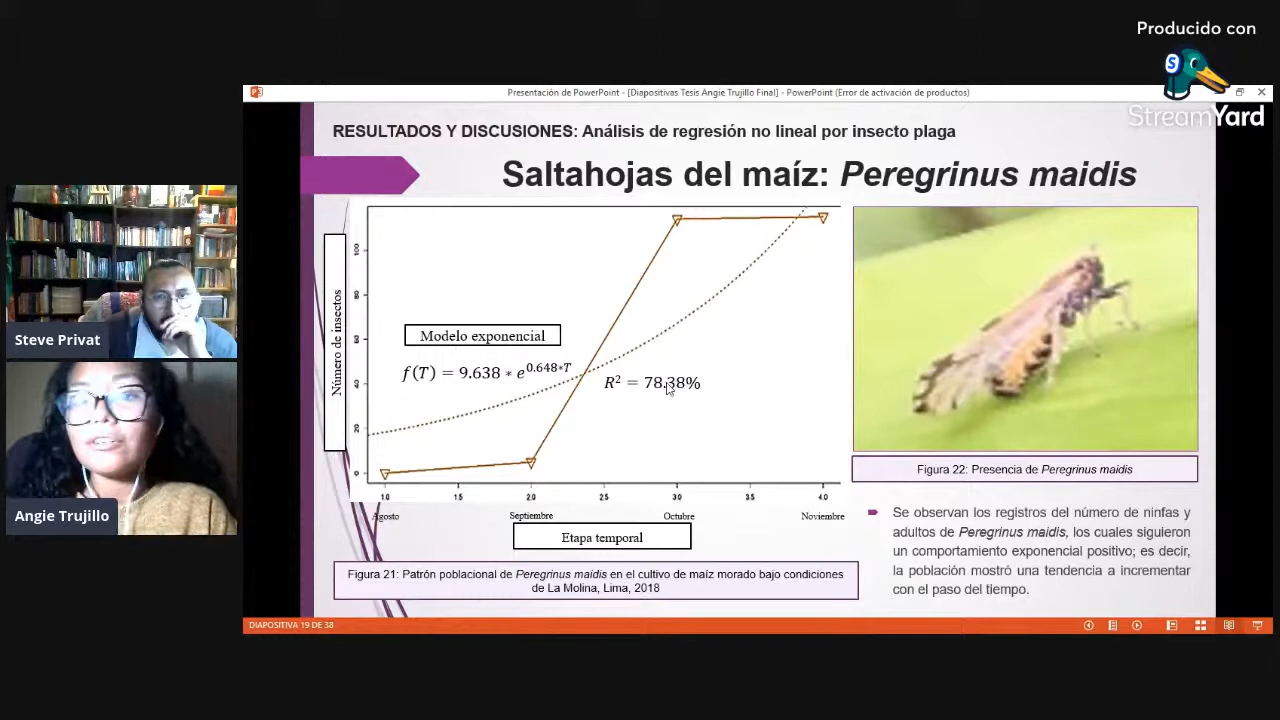 Producido con
S
StreamYard
Presentación de PowerPoint - [Diapositivas Tesis Angie Trujillo Final] - PowerPoint (Error de activación de productos)
RESULTADOS Y DISCUSIONES: Análisis de regresión no lineal por insecto plaga
Saltahojas del maíz: Peregrinus maidis
Número de insectos
100
80
60
40
20
0
Modelo exponencial
f(T) = 9.638 * e^0.648*T
R² = 78.38%
1.0 1.5 2.0 2.5 3.0 3.5 4.0
Agosto Septiembre Octubre Noviembre
Etapa temporal
Figura 21: Patrón poblacional de Peregrinus maidis en el cultivo de maíz morado bajo condiciones
de La Molina, Lima, 2018
Figura 22: Presencia de Peregrinus maidis
Se observan los registros del número de ninfas y
adultos de Peregrinus maidis, los cuales siguieron
un comportamiento exponencial positivo; es decir,
la población mostró una tendencia a incrementar
con el paso del tiempo.
DIAPOSITIVA 19 DE 38
Steve Privat
Angie Trujillo